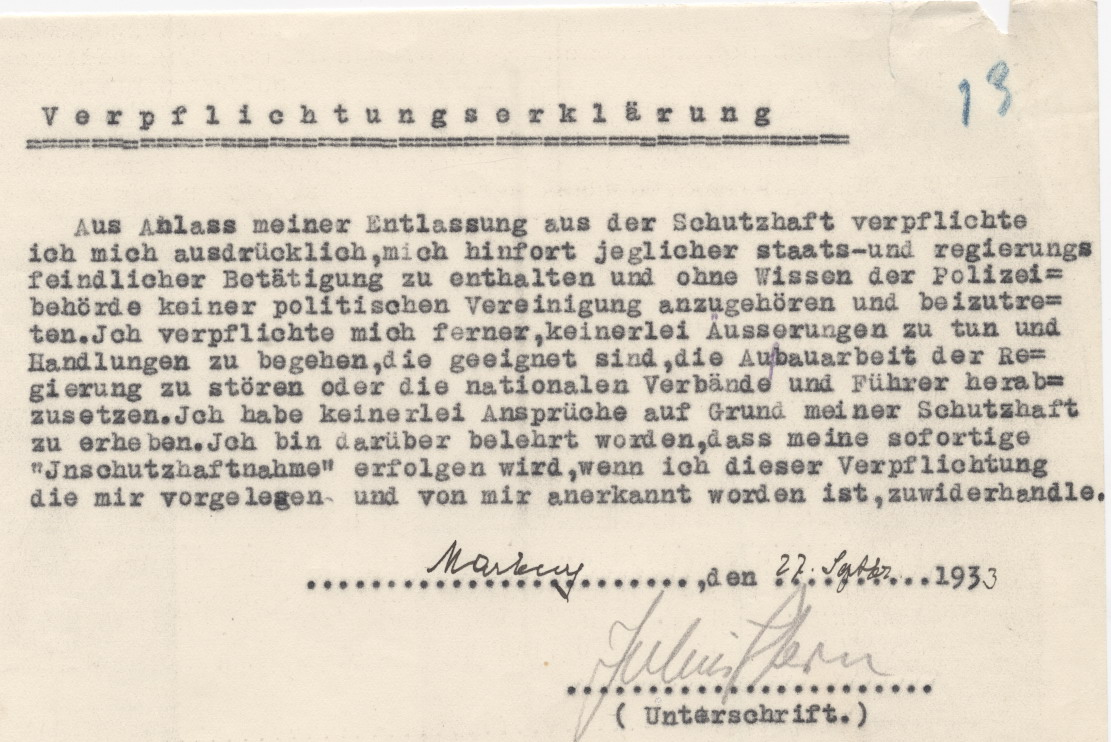 13
Verpflichtungserklärung
Aus Anlass meiner Entlassung aus der Schutzhaft verpflichte
ich mich ausdrücklich,mich hinfort jeglicher staats-und regierungs
feindlicher Betätigung zu enthalten und ohne Wissen der Polizei=
behörde keiner politischen Vereinigung anzugehören und beizutre=
ten.Jch verpflichte mich ferner,keinerlei Äusserungen zu tun und
Handlungen zu begehen,die geeignet sind,die Aufbauarbeit der Re=
gierung zu stören oder die nationalen Verbände und Führer herab=
zusetzen.Jch habe keinerlei Ansprüche auf Grund meiner Schutzhaft
zu erheben.Jch bin darüber belehrt worden,dass meine sofortige
"Jnschutzhaftnahme" erfolgen wird,wenn ich dieser Verpflichtung
die mir vorgelegen und von mir anerkannt worden ist,zuwiderhandle.
Marburg ,den 27. Septbr. 1933
Julius Stern
( Unterschrift.)